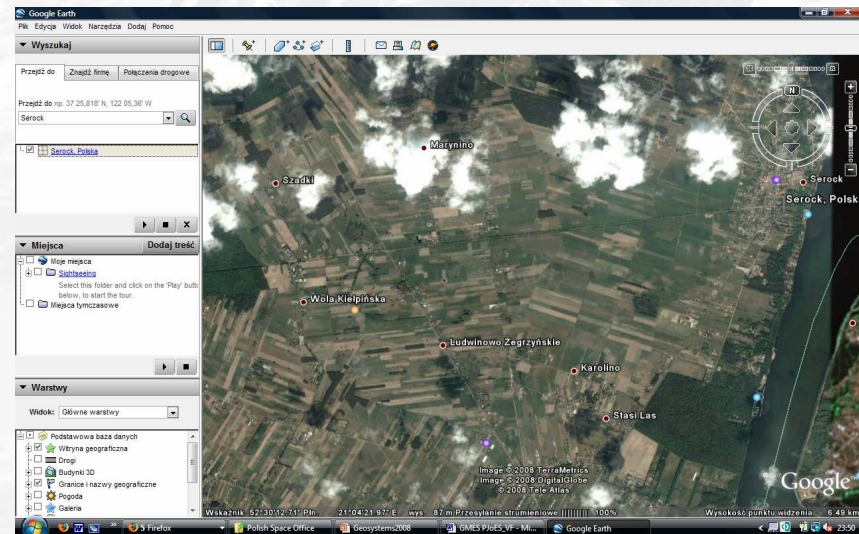 Google Earth
Plik Edycja Widok Narzędzia Dodaj Pomoc
Wyszukaj
Przejdź do Znajdź firmę Połączenia drogowe
Przejdź do np. 37 25,818' N, 122 05,36' W
Serock
Serock, Polska
Miejsca Dodaj treść
Moje miejsca
Sightseeing
Select this folder and click on the 'Play' butto
below, to start the tour.
Miejsca tymczasowe
Warstwy
Widok: Główne warstwy
Podstawowa baza danych
Witryna geograficzna
Drogi
Budynki 3D
Granice i nazwy geograficzne
Pogoda
Galeria
N
Marynino
Szadki
Serock
Serock, Polsk
Wola Kiełpińska
Ludwinowo Zegrzyńskie
Karolino
Stasi Las
Image © 2008 TerraMetrics
Image © 2008 DigitalGlobe
© 2008 Tele Atlas
Google
Wskaźnik 52°30'12,71" Płn. 21°04'21,97" E wys. 87 m Przesyłanie strumieniowe 100% Wysokość punktu widzenia 6.49 km
5 Firefox Polish Space Office Geosystems2008 GMES PJoES_VF - Mi... Google Earth 23:50